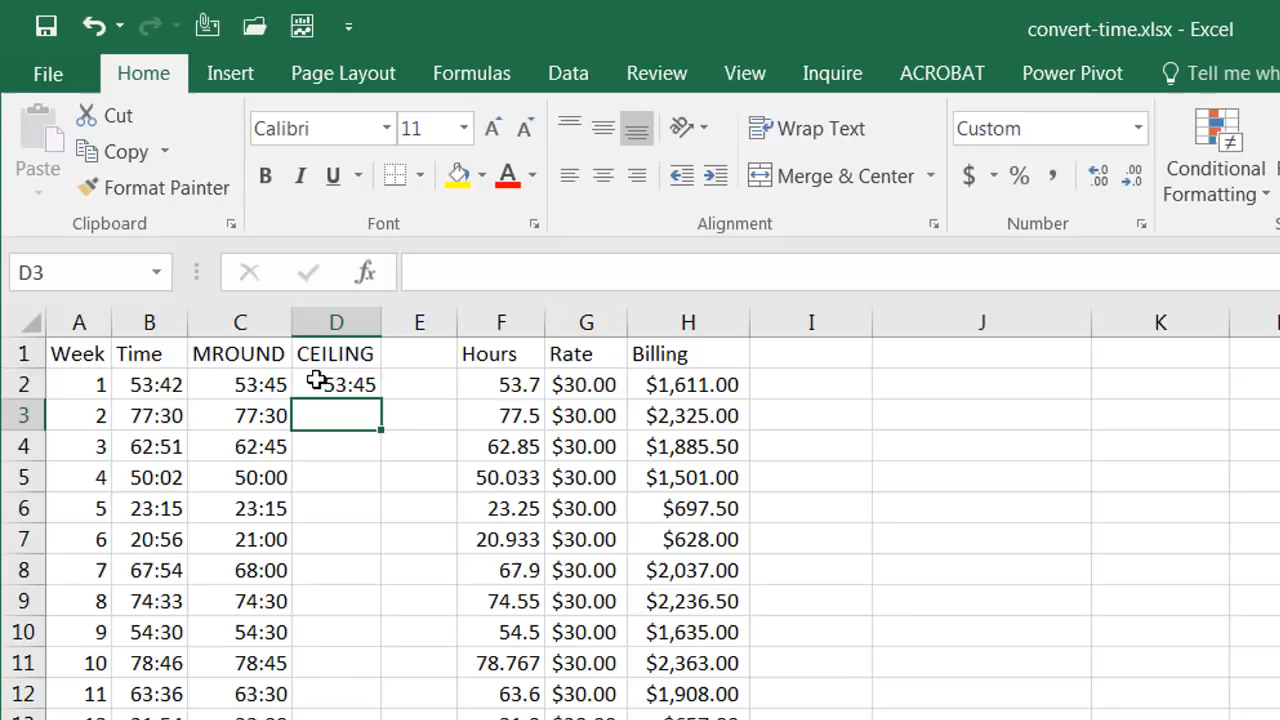 convert-time.xlsx - Excel
File Home Insert Page Layout Formulas Data Review View Inquire ACROBAT Power Pivot Tell me wh
Paste
Cut
Copy
Format Painter
Clipboard
Calibri 11 A A
B I U A
Font
Wrap Text
Merge & Center
Alignment
Custom
$ % , .00 .00
Number
Conditional
Formatting
D3 fx
A B C D E F G H I J K
1 Week Time MROUND CEILING Hours Rate Billing
2 1 53:42 53:45 53:45 53.7 $30.00 $1,611.00
3 2 77:30 77:30 77.5 $30.00 $2,325.00
4 3 62:51 62:45 62.85 $30.00 $1,885.50
5 4 50:02 50:00 50.033 $30.00 $1,501.00
6 5 23:15 23:15 23.25 $30.00 $697.50
7 6 20:56 21:00 20.933 $30.00 $628.00
8 7 67:54 68:00 67.9 $30.00 $2,037.00
9 8 74:33 74:30 74.55 $30.00 $2,236.50
10 9 54:30 54:30 54.5 $30.00 $1,635.00
11 10 78:46 78:45 78.767 $30.00 $2,363.00
12 11 63:36 63:30 63.6 $30.00 $1,908.00